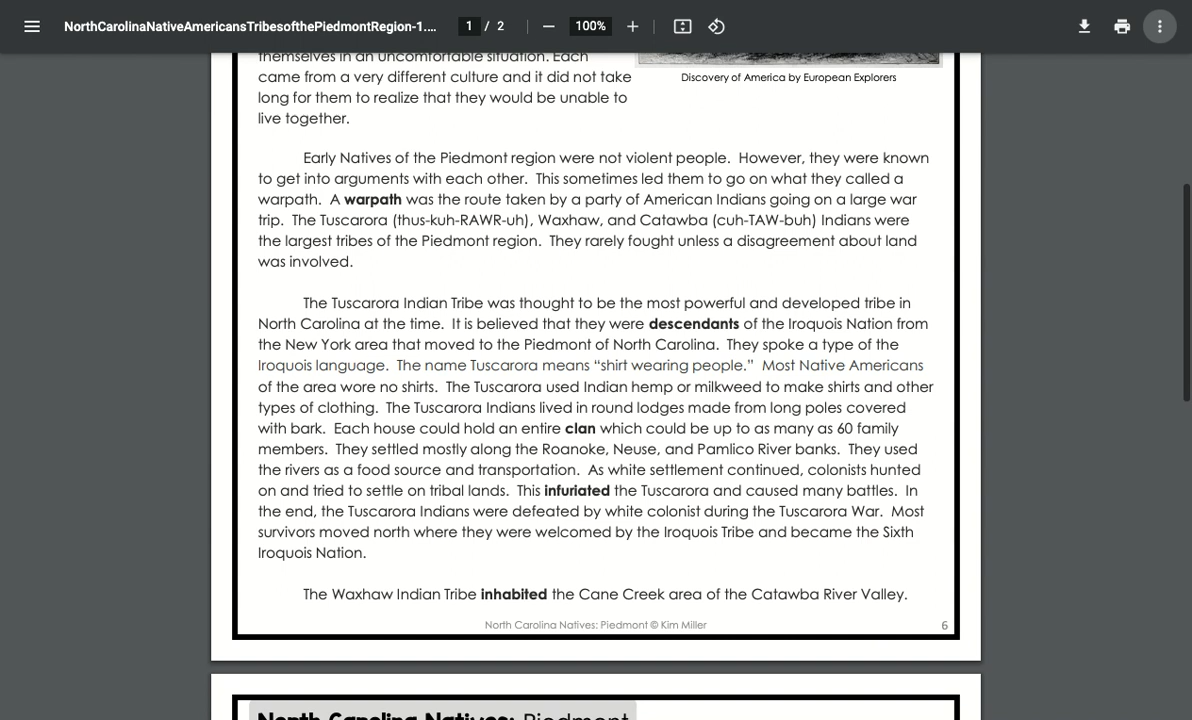 NorthCarolinaNativeAmericansTribesofthePiedmontRegion-1....
1 / 2
100%
themselves in an uncomfortable situation. Each
came from a very different culture and it did not take
long for them to realize that they would be unable to
live together.
Discovery of America by European Explorers
Early Natives of the Piedmont region were not violent people. However, they were known
to get into arguments with each other. This sometimes led them to go on what they called a
warpath. A warpath was the route taken by a party of American Indians going on a large war
trip. The Tuscarora (thus-kuh-RAWR-uh), Waxhaw, and Catawba (cuh-TAW-buh) Indians were
the largest tribes of the Piedmont region. They rarely fought unless a disagreement about land
was involved.
The Tuscarora Indian Tribe was thought to be the most powerful and developed tribe in
North Carolina at the time. It is believed that they were descendants of the Iroquois Nation from
the New York area that moved to the Piedmont of North Carolina. They spoke a type of the
Iroquois language. The name Tuscarora means “shirt wearing people.” Most Native Americans
of the area wore no shirts. The Tuscarora used Indian hemp or milkweed to make shirts and other
types of clothing. The Tuscarora Indians lived in round lodges made from long poles covered
with bark. Each house could hold an entire clan which could be up to as many as 60 family
members. They settled mostly along the Roanoke, Neuse, and Pamlico River banks. They used
the rivers as a food source and transportation. As white settlement continued, colonists hunted
on and tried to settle on tribal lands. This infuriated the Tuscarora and caused many battles. In
the end, the Tuscarora Indians were defeated by white colonist during the Tuscarora War. Most
survivors moved north where they were welcomed by the Iroquois Tribe and became the Sixth
Iroquois Nation.
The Waxhaw Indian Tribe inhabited the Cane Creek area of the Catawba River Valley.
North Carolina Natives: Piedmont © Kim Miller
6
North Carolina Natives: Piedmont